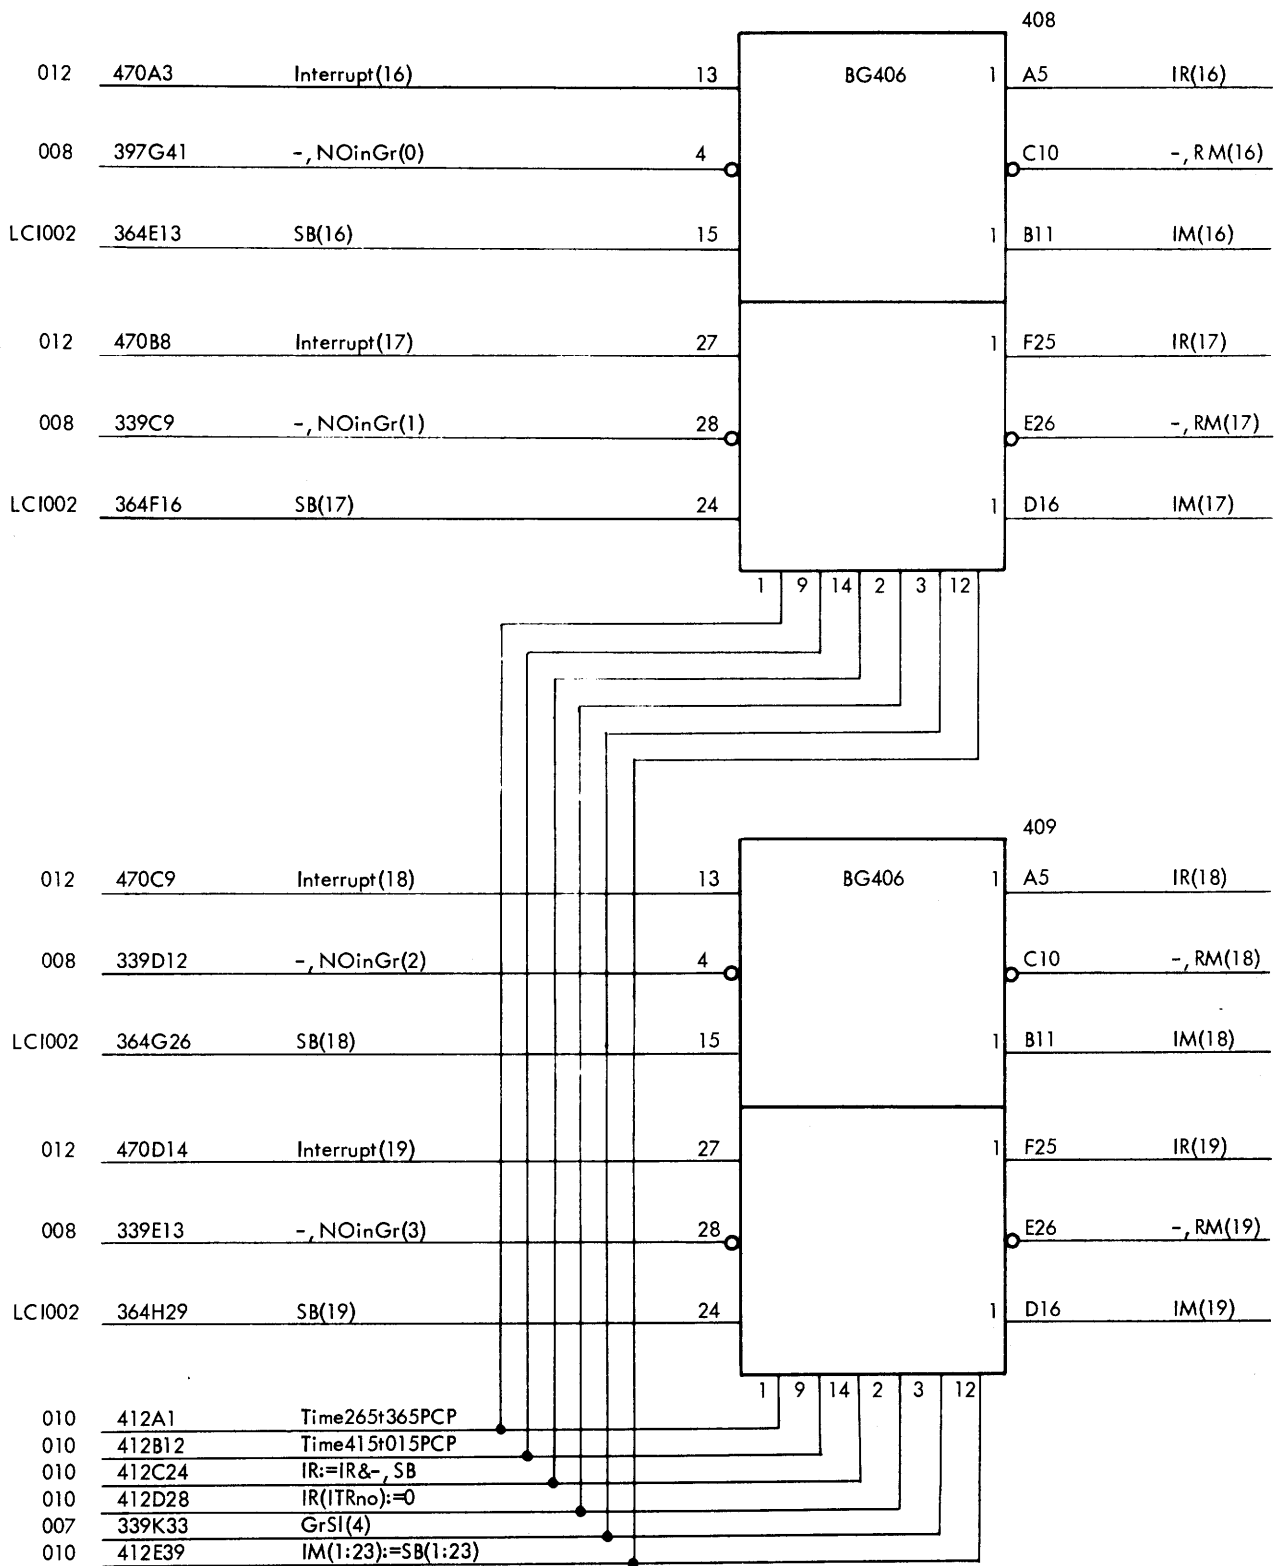 408
012 470A3 Interrupt(16) 13 BG406 1 A5 IR(16)
008 397G41 -,NOinGr(0) 4 C10 -,RM(16)
LCI002 364E13 SB(16) 15 1 B11 IM(16)
012 470B8 Interrupt(17) 27 1 F25 IR(17)
008 339C9 -,NOinGr(1) 28 E26 -,RM(17)
LCI002 364F16 SB(17) 24 1 D16 IM(17)
1 9 14 2 3 12
409
012 470C9 Interrupt(18) 13 BG406 1 A5 IR(18)
008 339D12 -,NOinGr(2) 4 C10 -,RM(18)
LCI002 364G26 SB(18) 15 1 B11 IM(18)
012 470D14 Interrupt(19) 27 1 F25 IR(19)
008 339E13 -,NOinGr(3) 28 E26 -,RM(19)
LCI002 364H29 SB(19) 24 1 D16 IM(19)
1 9 14 2 3 12
010 412A1 Time265t365PCP
010 412B12 Time415t015PCP
010 412C24 IR:=IR&-,SB
010 412D28 IR(ITRno):=0
007 339K33 GrSI(4)
010 412E39 IM(1:23):=SB(1:23)